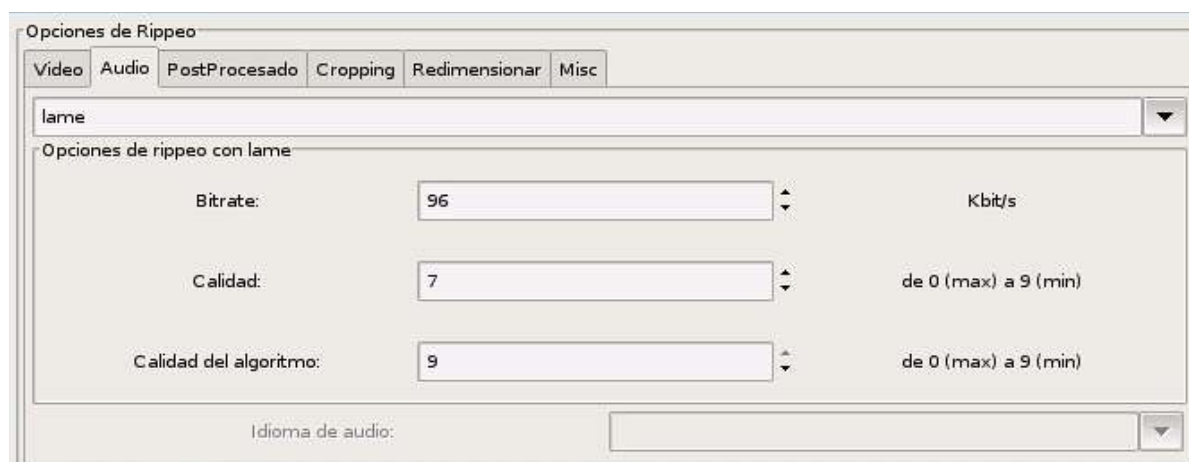 Opciones de Rippeo
Video Audio PostProcesado Cropping Redimensionar Misc
lame
Opciones de rippeo con lame
Bitrate: 96 Kbit/s
Calidad: 7 de 0 (max) a 9 (min)
Calidad del algoritmo: 9 de 0 (max) a 9 (min)
Idioma de audio: